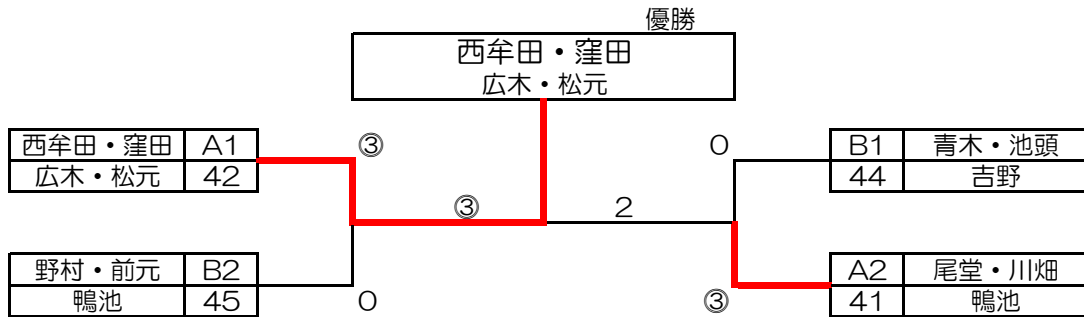 優勝
西牟田・窪田
広木・松元
西牟田・窪田 A1 ③ 0 B1 青木・池頭
広木・松元 42 44 吉野
③ 2
野村・前元 B2 A2 尾堂・川畑
鴨池 45 0 ③ 41 鴨池